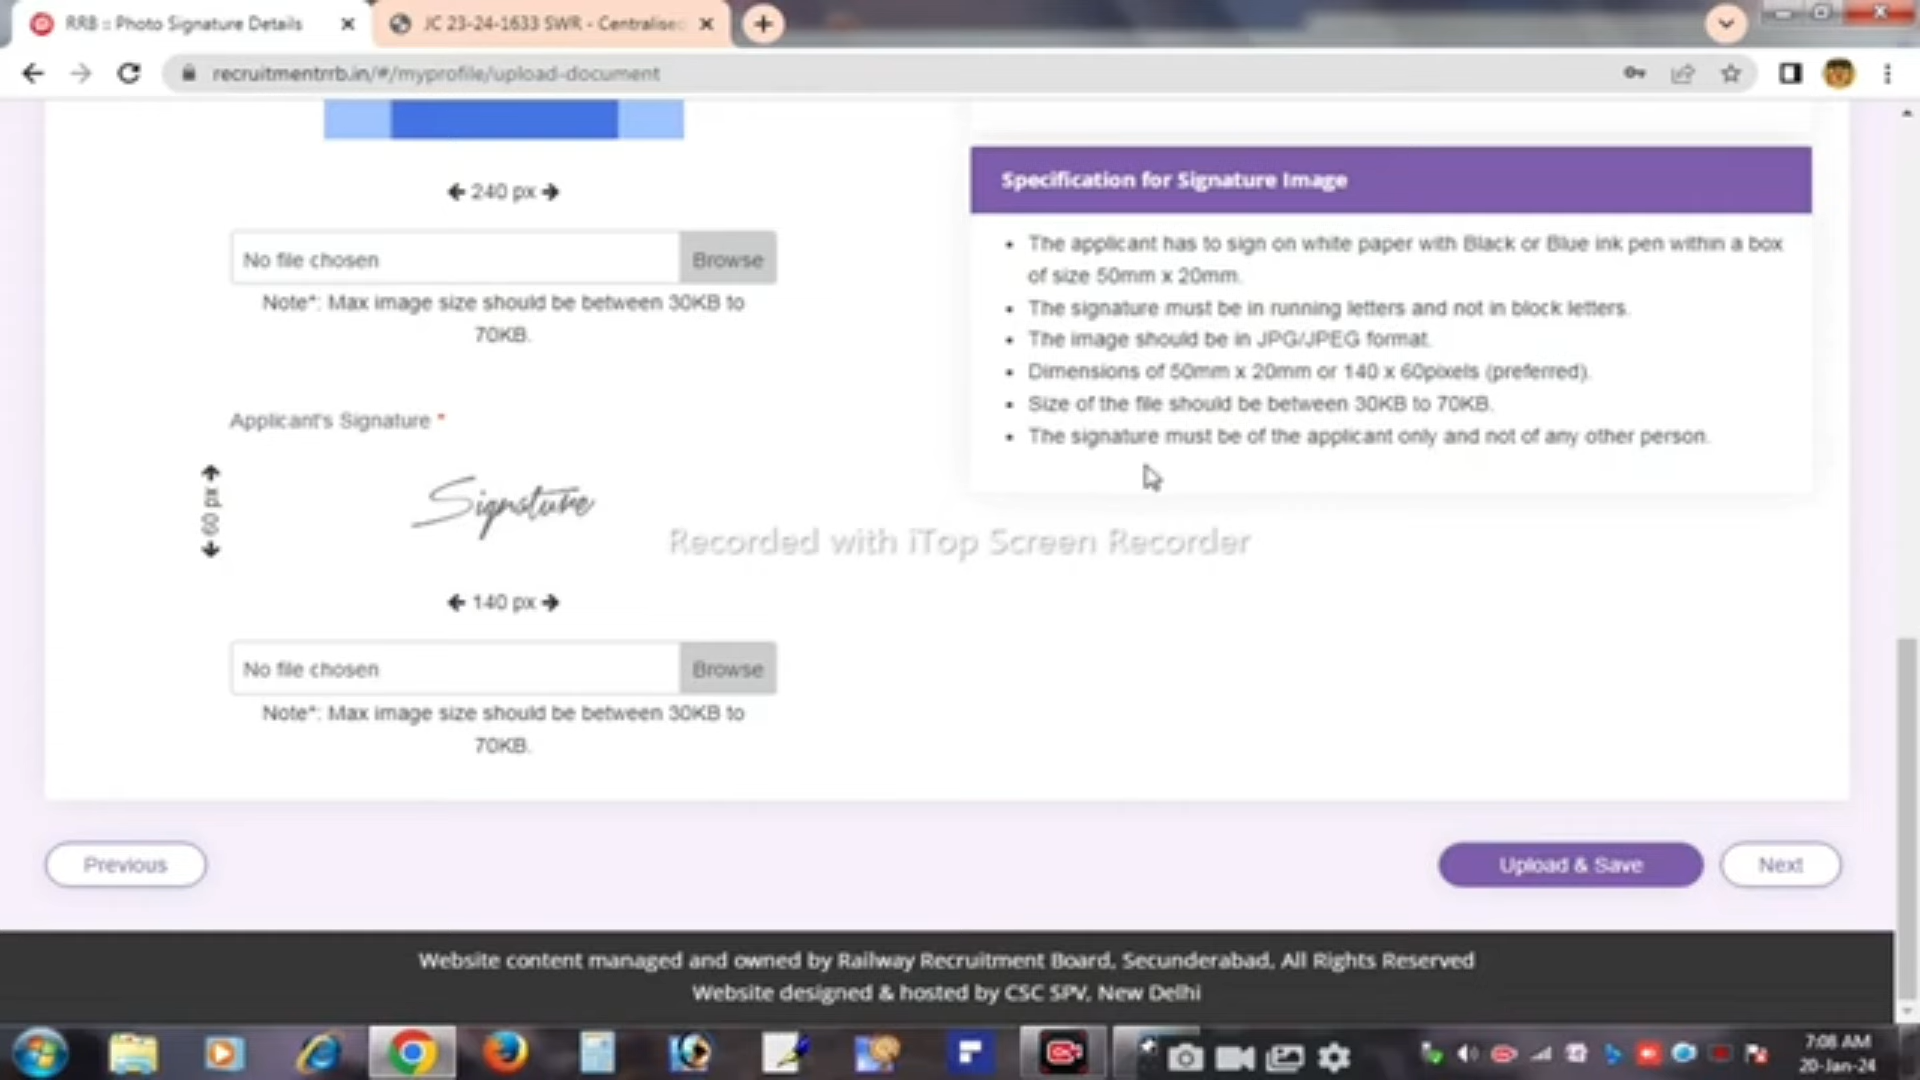 RRB :: Photo Signature Details
JC 23-24-1633 SWR - Centralise
recruitmentrrb.in/#/myprofile/upload-document
240 px
No file chosen
Browse
Note*: Max image size should be between 30KB to
70KB.
Applicant's Signature *
60 px
Signature
140 px
No file chosen
Browse
Note*: Max image size should be between 30KB to
70KB.
Specification for Signature Image
• The applicant has to sign on white paper with Black or Blue ink pen within a box
of size 50mm x 20mm.
• The signature must be in running letters and not in block letters.
• The image should be in JPG/JPEG format.
• Dimensions of 50mm x 20mm or 140 x 60pixels (preferred).
• Size of the file should be between 30KB to 70KB.
• The signature must be of the applicant only and not of any other person.
Recorded with iTop Screen Recorder
Previous
Upload & Save
Next
Website content managed and owned by Railway Recruitment Board, Secunderabad, All Rights Reserved
Website designed & hosted by CSC SPV, New Delhi
7:08 AM
20-Jan-24